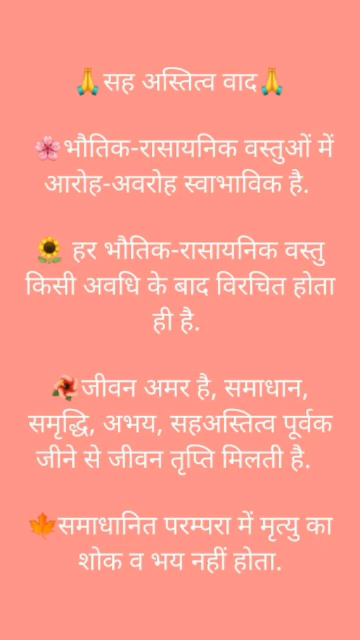 🙏सह अस्तित्व वाद🙏
🌸भौतिक-रासायनिक वस्तुओं में
आरोह-अवरोह स्वाभाविक है.
🌻 हर भौतिक-रासायनिक वस्तु
किसी अवधि के बाद विरचित होता
ही है.
🌺जीवन अमर है, समाधान,
समृद्धि, अभय, सहअस्तित्व पूर्वक
जीने से जीवन तृप्ति मिलती है.
🍁समाधानित परम्परा में मृत्यु का
शोक व भय नहीं होता.